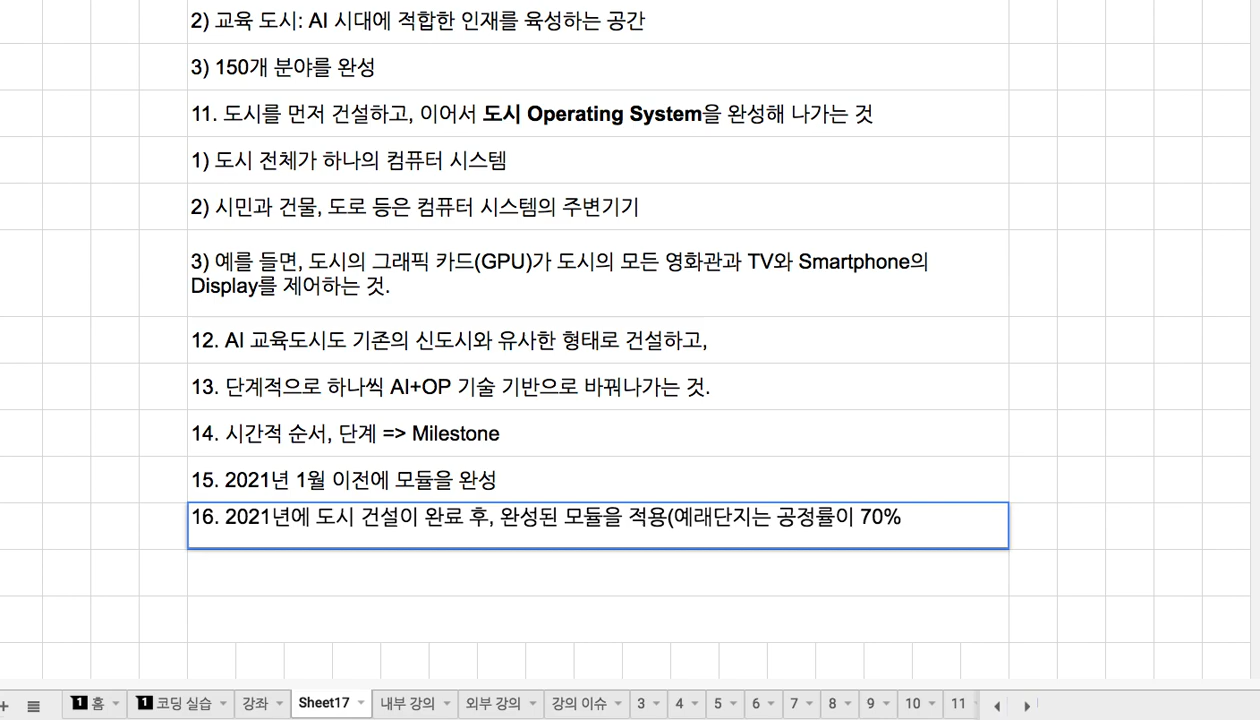 2) 교육 도시: AI 시대에 적합한 인재를 육성하는 공간
3) 150개 분야를 완성
11. 도시를 먼저 건설하고, 이어서 도시 Operating System을 완성해 나가는 것
1) 도시 전체가 하나의 컴퓨터 시스템
2) 시민과 건물, 도로 등은 컴퓨터 시스템의 주변기기
3) 예를 들면, 도시의 그래픽 카드(GPU)가 도시의 모든 영화관과 TV와 Smartphone의
Display를 제어하는 것.
12. AI 교육도시도 기존의 신도시와 유사한 형태로 건설하고,
13. 단계적으로 하나씩 AI+OP 기술 기반으로 바꿔나가는 것.
14. 시간적 순서, 단계 => Milestone
15. 2021년 1월 이전에 모듈을 완성
16. 2021년에 도시 건설이 완료 후, 완성된 모듈을 적용(예래단지는 공정률이 70%
1 홈 1 코딩 실습 강좌 Sheet17 내부 강의 외부 강의 강의 이슈 3 4 5 6 7 8 9 10 11